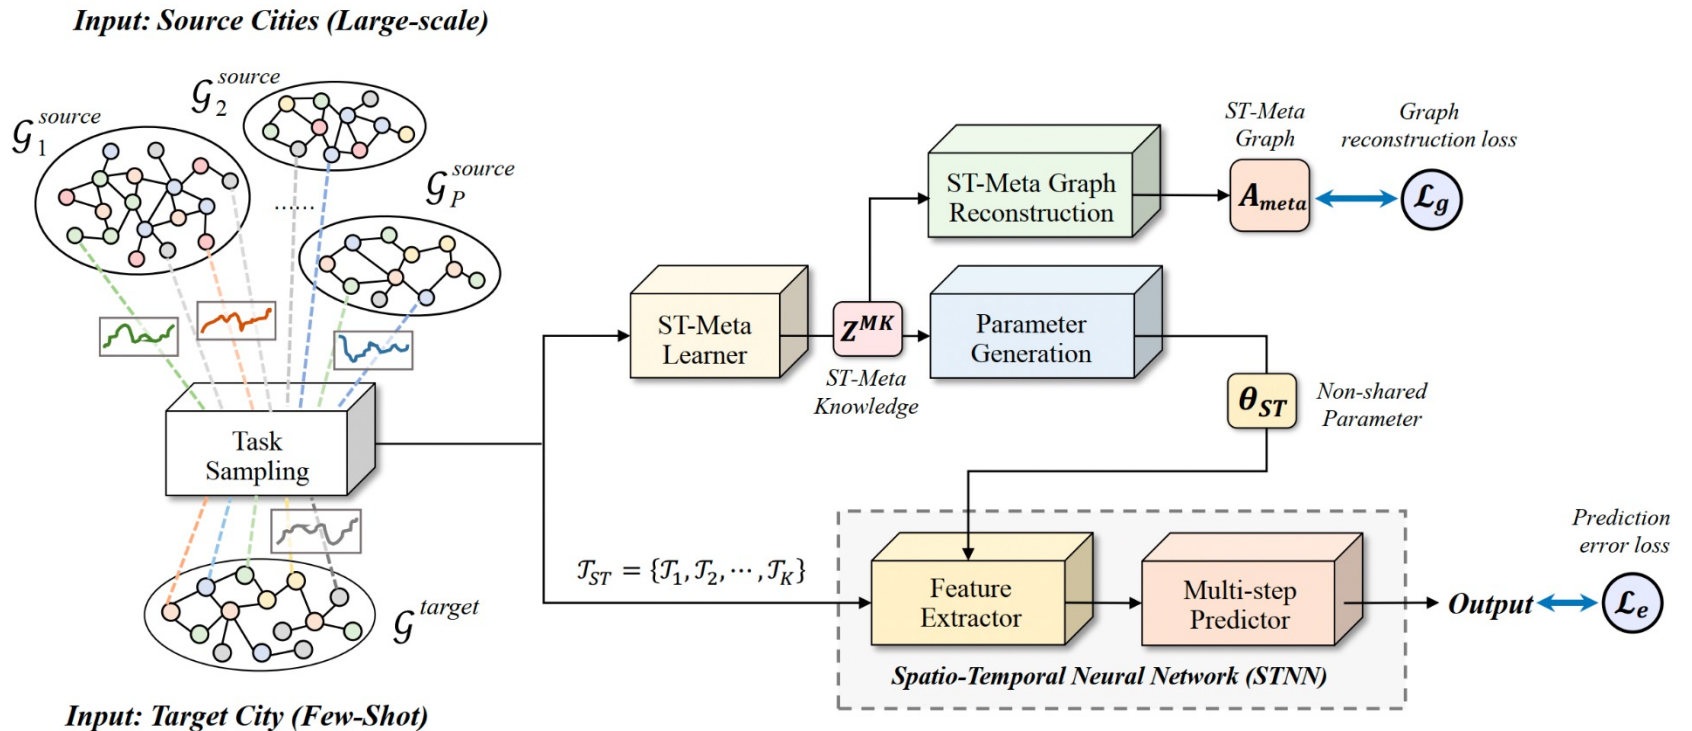 Input: Source Cities (Large-scale)
𝒢₁^source
𝒢₂^source
𝒢_P^source
......
Task
Sampling
𝒢^target
Input: Target City (Few-Shot)
ST-Meta
Learner
Z^MK
ST-Meta
Knowledge
ST-Meta Graph
Reconstruction
ST-Meta
Graph
A_meta
Graph
reconstruction loss
ℒ_g
Parameter
Generation
θ_ST
Non-shared
Parameter
𝒯_ST = {𝒯₁, 𝒯₂, ⋯, 𝒯_K}
Feature
Extractor
Multi-step
Predictor
Spatio-Temporal Neural Network (STNN)
Output
Prediction
error loss
ℒ_e